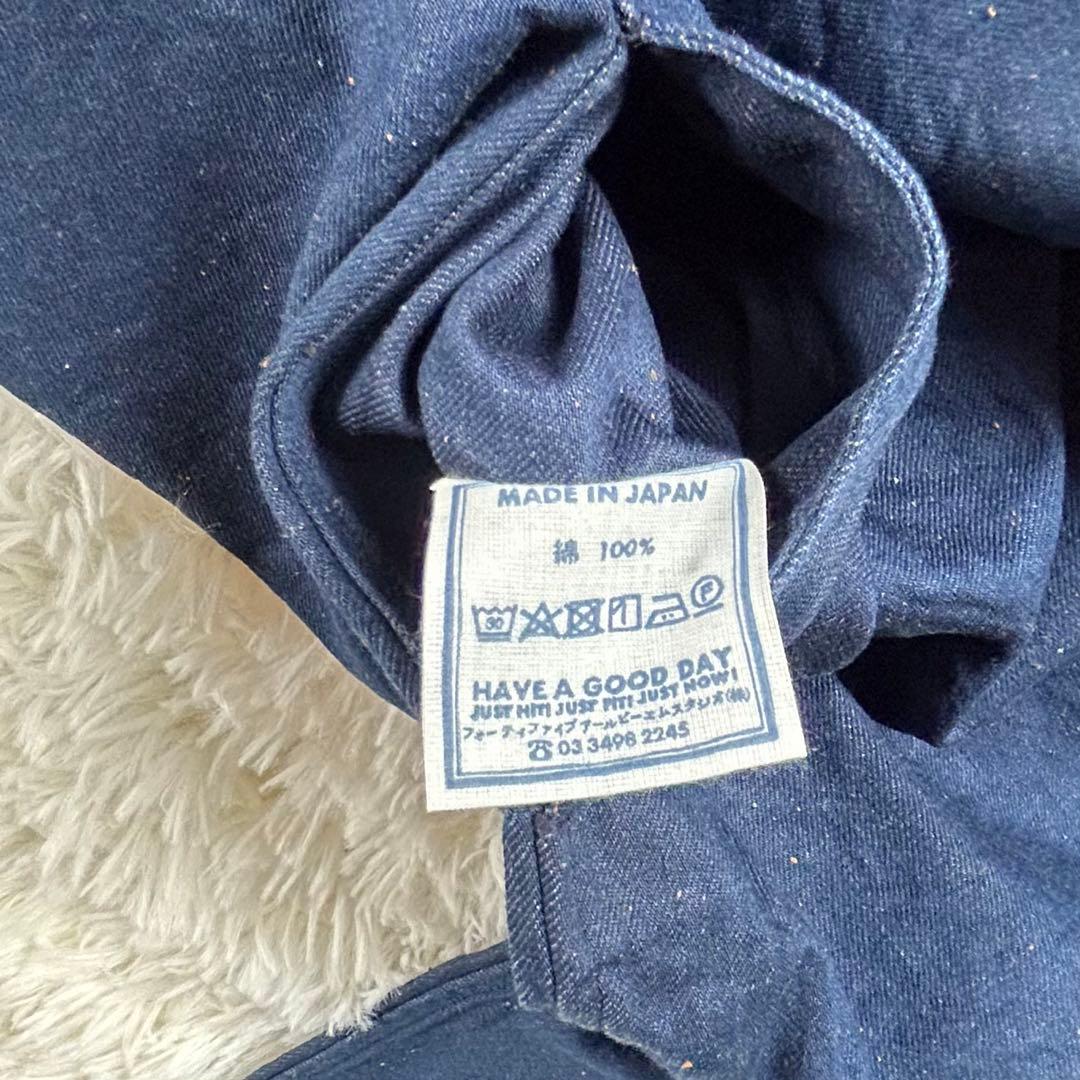 MADE IN JAPAN
綿 100%
30 F
HAVE A GOOD DAY
JUST HIT! JUST FIT! JUST NOW!
フォーティファイブアールピーエムスタジオ(株)
☎ 03 3498 2245